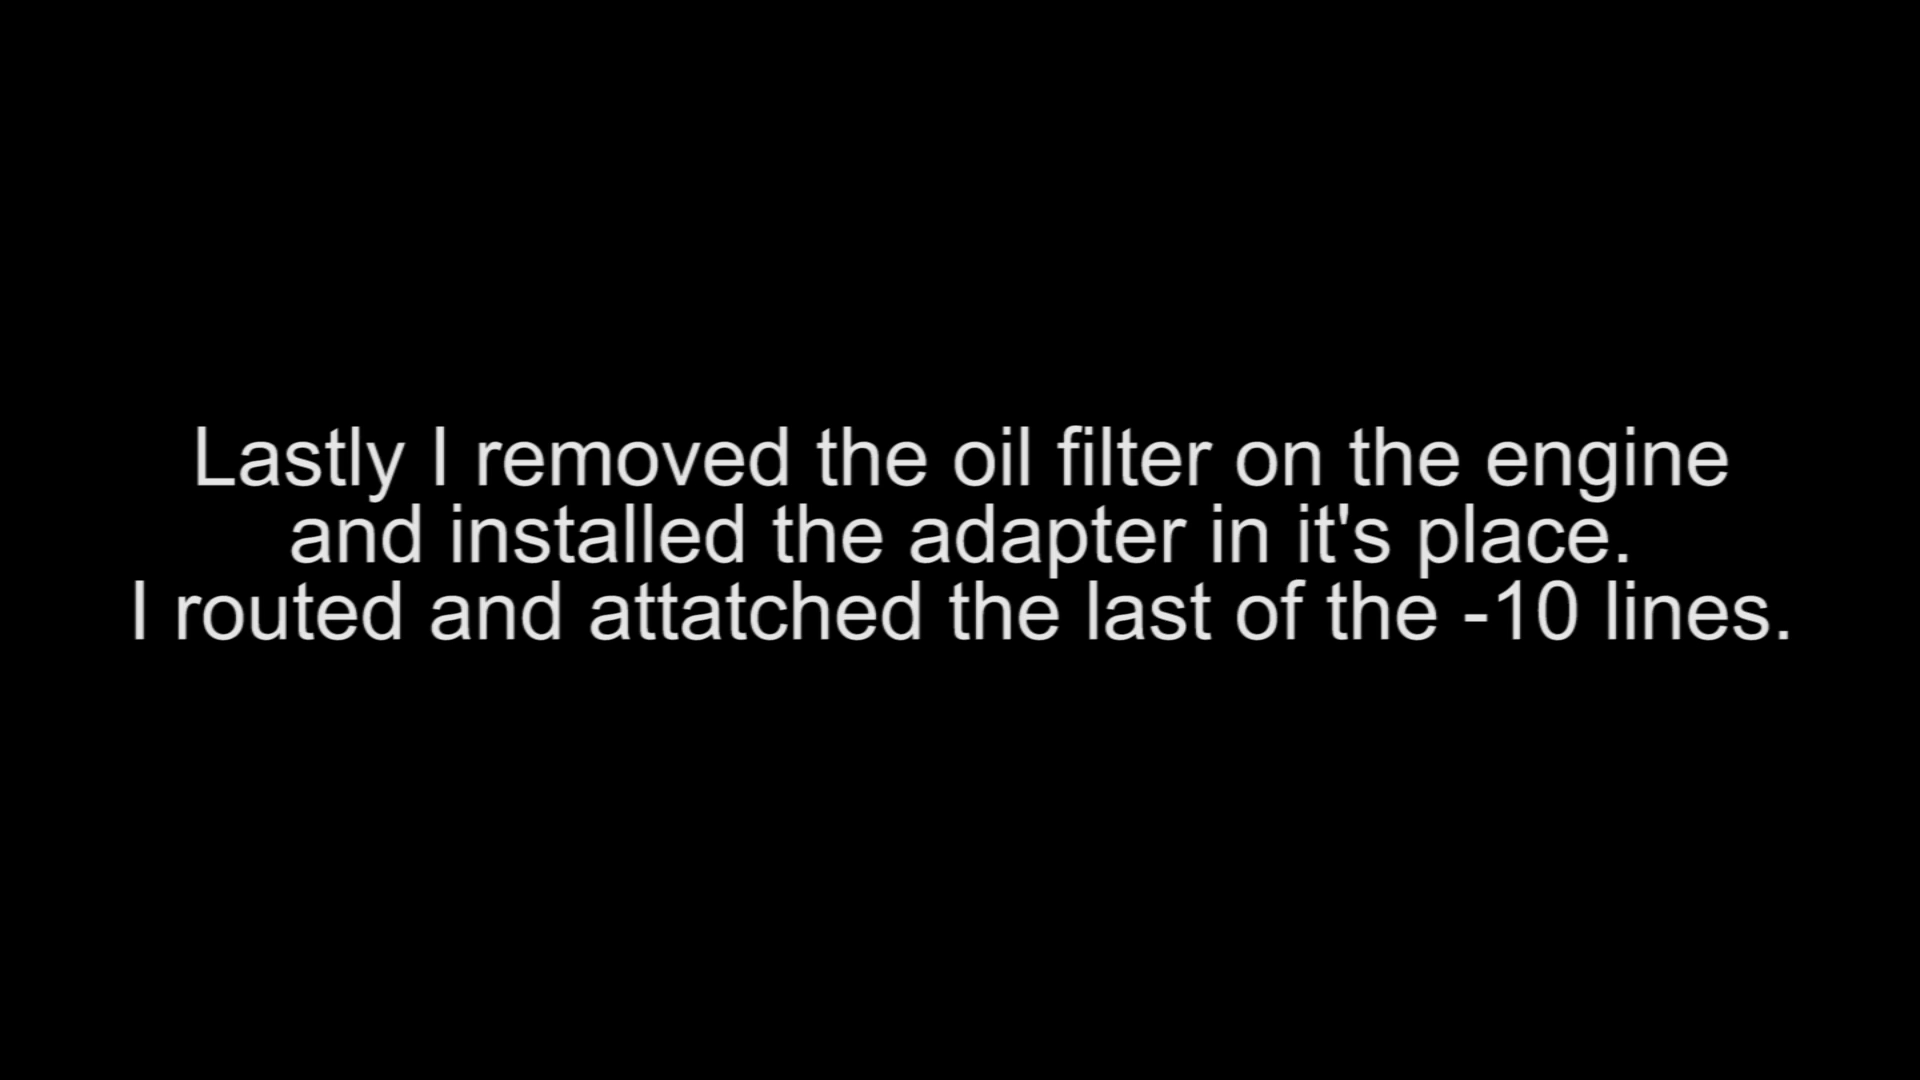 Lastly I removed the oil filter on the engine
and installed the adapter in it's place.
I routed and attatched the last of the -10 lines.